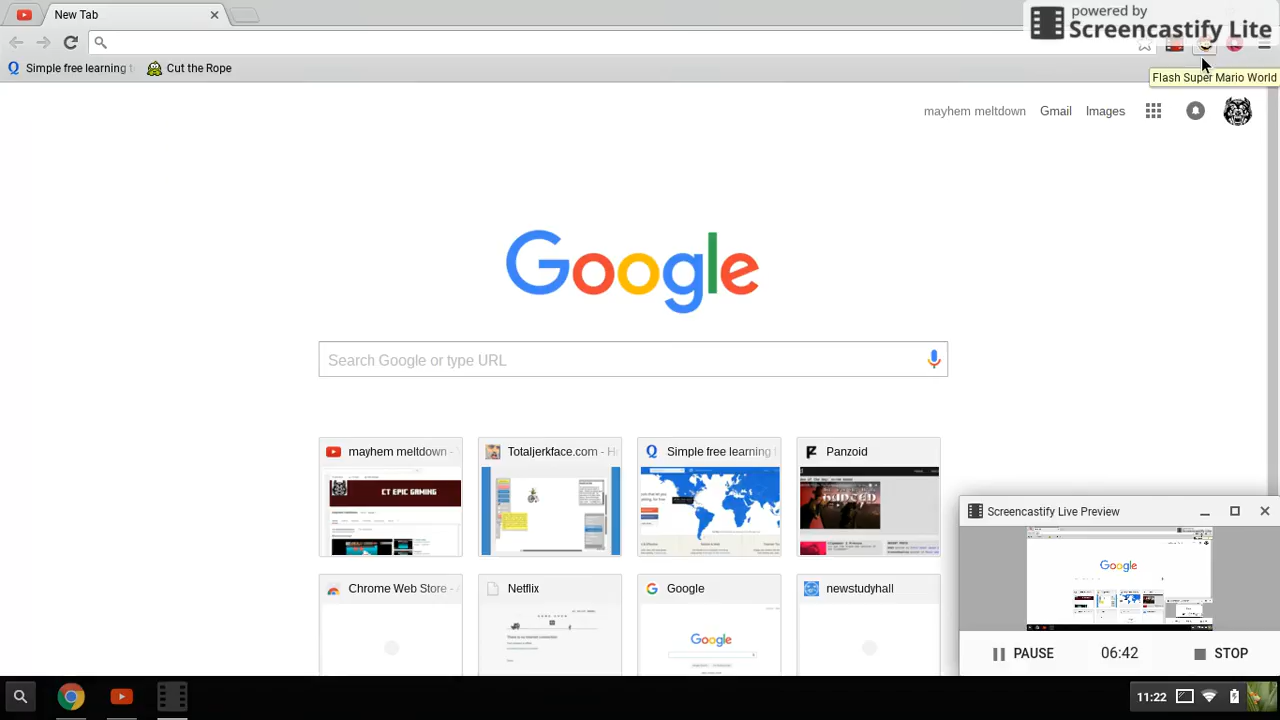 New Tab
powered by
Screencastify Lite
Simple free learning t
Cut the Rope
Flash Super Mario World
mayhem meltdown
Gmail
Images
Google
Search Google or type URL
mayhem meltdown -
Totaljerkface.com - H
Simple free learning
Panzoid
CT EPIC GAMING
Chrome Web Store -
Netflix
Google
newstudyhall
Google
Screencastify Live Preview
Google
PAUSE
06:42
STOP
11:22